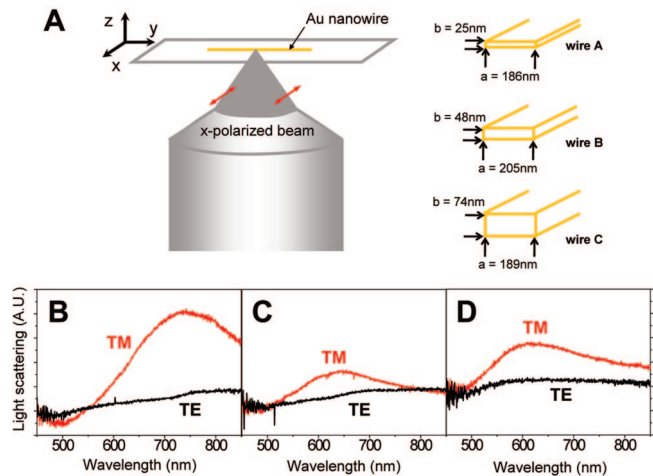 A
z
y
x
Au nanowire
x-polarized beam
b = 25nm
wire A
a = 186nm
b = 48nm
wire B
a = 205nm
b = 74nm
wire C
a = 189nm
Light scattering (A.U.)
B
TM
TE
500 600 700 800
Wavelength (nm)
C
TM
TE
500 600 700 800
Wavelength (nm)
D
TM
TE
500 600 700 800
Wavelength (nm)